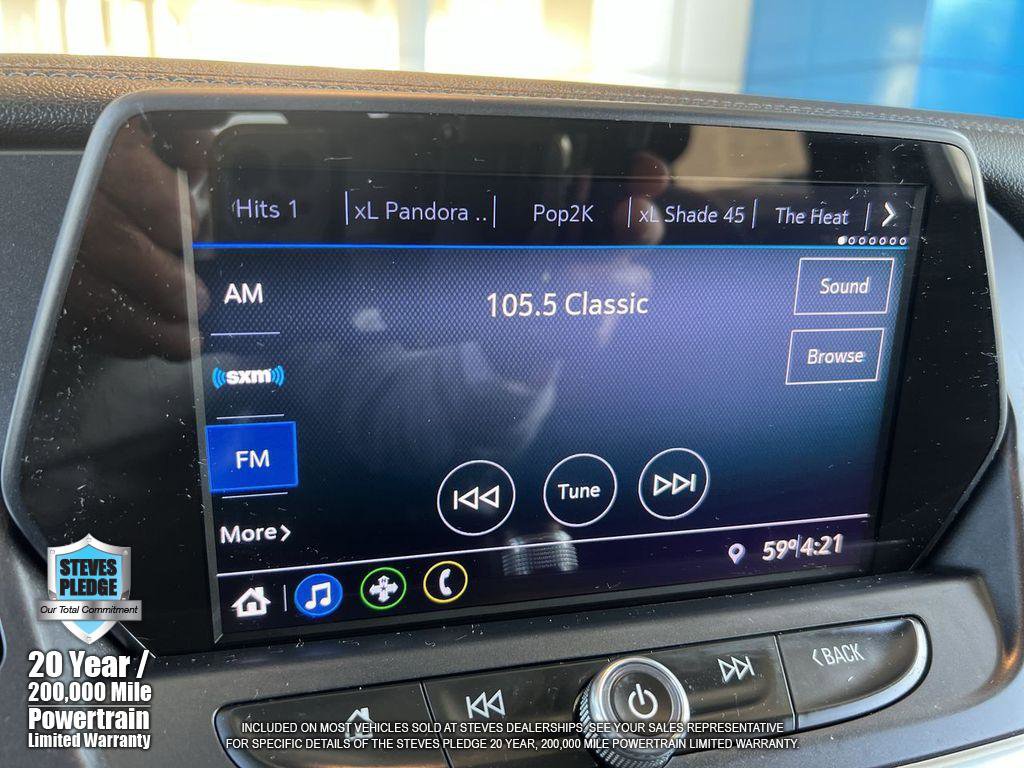 Hits 1
xL Pandora ..
Pop2K
xL Shade 45
The Heat
AM
105.5 Classic
Sound
sxm
Browse
FM
Tune
More
59° 4:21
BACK
STEVES
PLEDGE
Our Total Commitment
20 Year /
200,000 Mile
Powertrain
Limited Warranty
INCLUDED ON MOST VEHICLES SOLD AT STEVES DEALERSHIPS. SEE YOUR SALES REPRESENTATIVE
FOR SPECIFIC DETAILS OF THE STEVES PLEDGE 20 YEAR, 200,000 MILE POWERTRAIN LIMITED WARRANTY.